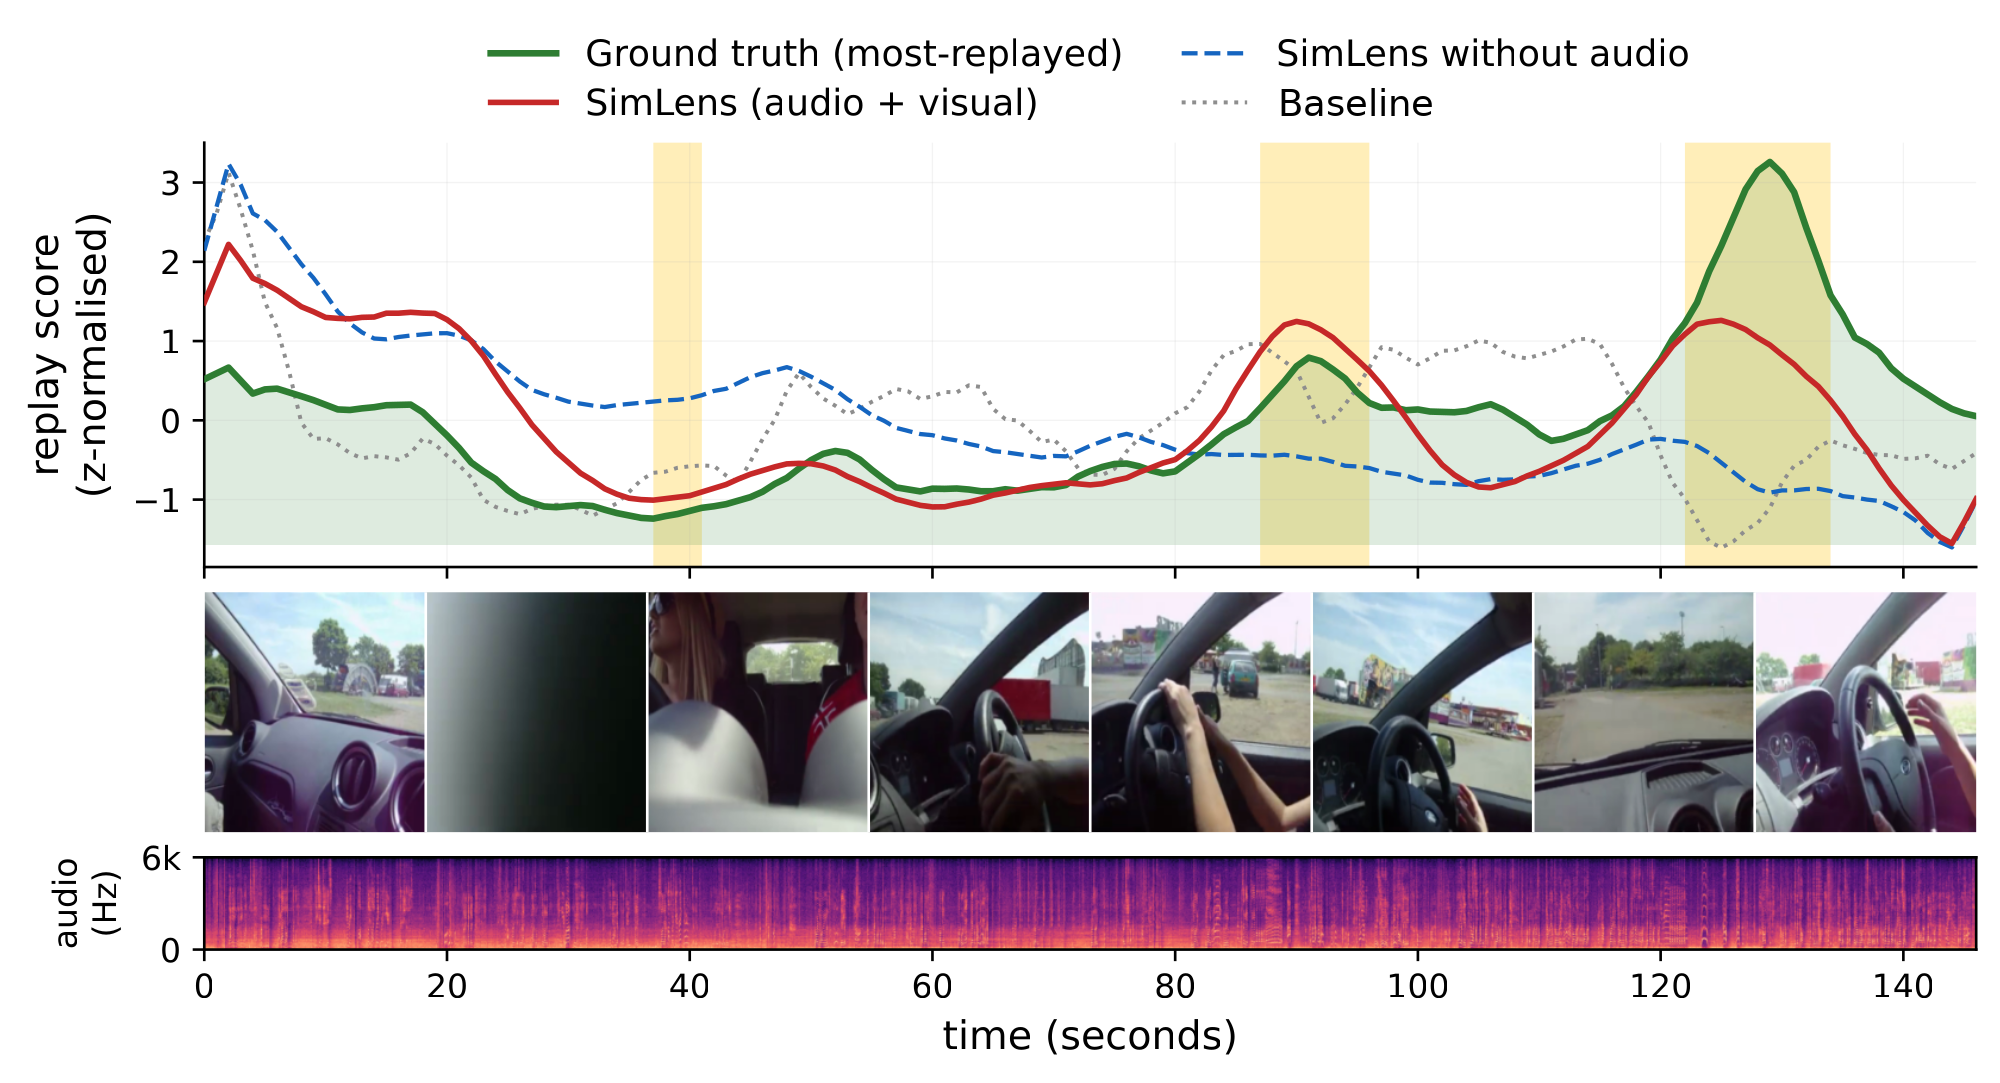 Ground truth (most-replayed)
SimLens (audio + visual)
SimLens without audio
Baseline
replay score
(z-normalised)
3
2
1
0
−1
audio
(Hz)
6k
0
0 20 40 60 80 100 120 140
time (seconds)